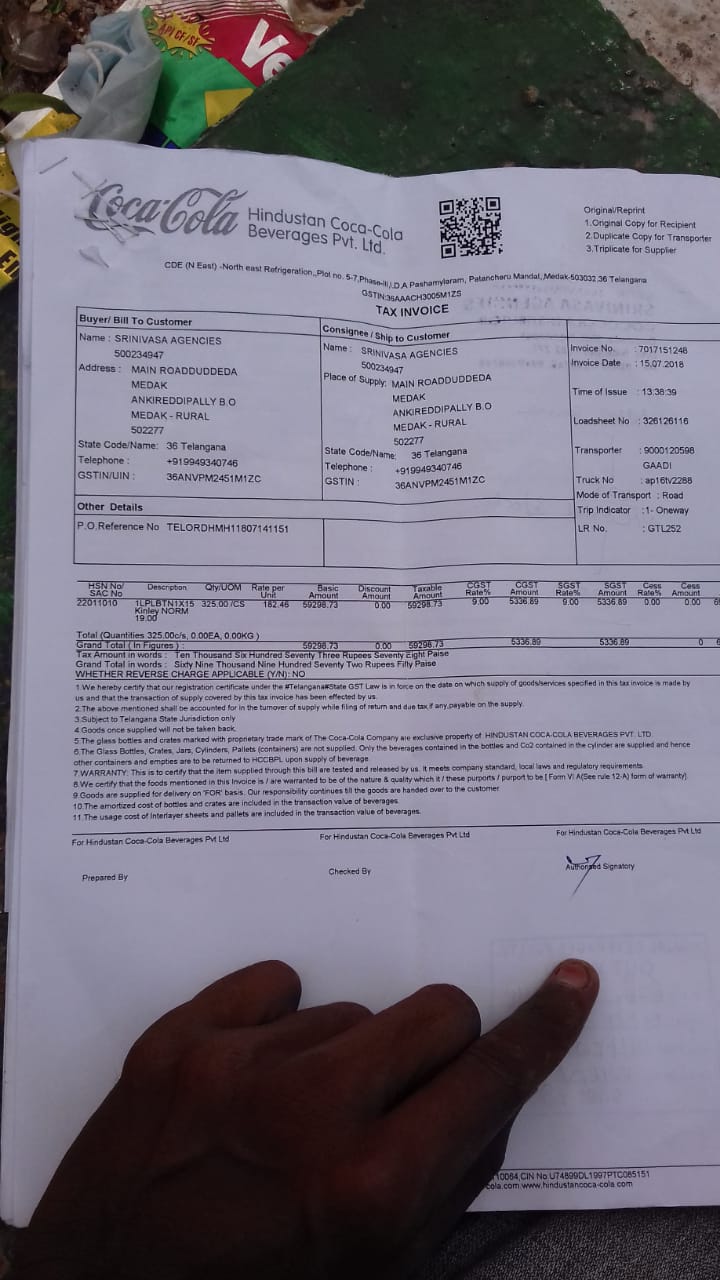 API CF/SF
Ve
Coca-Cola Hindustan Coca-Cola
Beverages Pvt. Ltd.
Original/Reprint
1.Original Copy for Recipient
2.Duplicate Copy for Transporter
3.Triplicate for Supplier
CDE (N East) -North east Refrigeration,,Plot no. 5-7,Phase-II,I.D.A Pashamylaram, Patancheru Mandal,,Medak-503032,36 Telangana
GSTIN:36AAACH3005M1ZS
TAX INVOICE
Buyer/ Bill To Customer
Name : SRINIVASA AGENCIES
500234947
Address : MAIN ROADDUDDEDA
MEDAK
ANKIREDDIPALLY B.O
MEDAK - RURAL
502277
State Code/Name: 36 Telangana
Telephone : +919949340746
GSTIN/UIN : 36ANVPM2451M1ZC
Consignee / Ship to Customer
Name : SRINIVASA AGENCIES
500234947
Place of Supply: MAIN ROADDUDDEDA
MEDAK
ANKIREDDIPALLY B.O
MEDAK - RURAL
502277
State Code/Name: 36 Telangana
Telephone : +919949340746
GSTIN : 36ANVPM2451M1ZC
Invoice No. : 7017151248
Invoice Date : 15.07.2018
Time of Issue : 13:38:39
Loadsheet No : 326126116
Transporter : 9000120598
GAADI
Truck No : ap16tv2288
Mode of Transport : Road
Trip Indicator :1- Oneway
LR No. : GTL252
Other Details
P.O.Reference No TELORDHMH11807141151
HSN No/ Description Qty/UOM Rate per Basic Discount Taxable CGST CGST SGST SGST Cess Cess
SAC No Unit Amount Amount Amount Rate% Amount Rate% Amount Rate% Amount
22011010 1LPLBTN1X15 325.00 /CS 182.46 59298.73 0.00 59298.73 9.00 5336.89 9.00 5336.89 0.00 0.00
Kinley NORM
19.00
Total (Quantities 325.00c/s, 0.00EA, 0.00KG )
Grand Total ( In Figures ) : 59298.73 0.00 59298.73 5336.89 5336.89 0
Tax Amount in words : Ten Thousand Six Hundred Seventy Three Rupees Seventy Eight Paise
Grand Total in words : Sixty Nine Thousand Nine Hundred Seventy Two Rupees Fifty Paise
WHETHER REVERSE CHARGE APPLICABLE (Y/N): NO
1.We hereby certify that our registration certificate under the #Telangana#State GST Law is in force on the date on which supply of goods/services specified in this tax invoice is made by
us and that the transaction of supply covered by this tax invoice has been effected by us.
2.The above mentioned shall be accounted for in the turnover of supply while filing of return and due tax,if any,payable on the supply.
3.Subject to Telangana State Jurisdiction only
4.Goods once supplied will not be taken back.
5.The glass bottles and crates marked with proprietary trade mark of The Coca-Cola Company are exclusive property of HINDUSTAN COCA-COLA BEVERAGES PVT. LTD.
6.The Glass Bottles, Crates, Jars, Cylinders, Pallets (containers) are not supplied. Only the beverages contained in the bottles and Co2 contained in the cylinder are supplied and hence
other containers and empties are to be returned to HCCBPL upon supply of beverage.
7.WARRANTY: This is to certify that the item supplied through this bill are tested and released by us. It meets company standard, local laws and regulatory requirements.
8.We certify that the foods mentioned in this Invoice is / are warranted to be of the nature & quality which it / these purports / purport to be [ Form VI A(See rule 12-A) form of warranty].
9.Goods are supplied for delivery on 'FOR' basis. Our responsibility continues till the goods are handed over to the customer.
10.The amortized cost of bottles and crates are included in the transaction value of beverages.
11.The usage cost of Interlayer sheets and pallets are included in the transaction value of beverages.
For Hindustan Coca-Cola Beverages Pvt Ltd
For Hindustan Coca-Cola Beverages Pvt Ltd
For Hindustan Coca-Cola Beverages Pvt Ltd
Prepared By
Checked By
Authorised Signatory
10064,CIN No.U74899DL1997PTC085151
cola.com,www.hindustancoca-cola.com